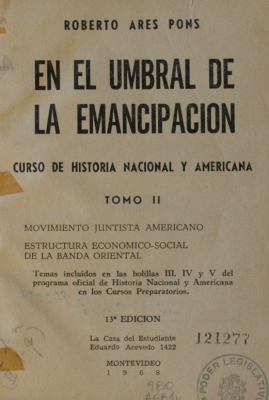 ROBERTO ARES PONS
EN EL UMBRAL DE
LA EMANCIPACION
CURSO DE HISTORIA NACIONAL Y AMERICANA
TOMO II
MOVIMIENTO JUNTISTA AMERICANO
ESTRUCTURA ECONOMICO-SOCIAL
DE LA BANDA ORIENTAL
Temas incluidos en las bolillas III, IV y V del
programa oficial de Historia Nacional y Americana
en los Cursos Preparatorios.
13ª EDICION
La Casa del Estudiante
Eduardo Acevedo 1422
121277
MONTEVIDEO
1968
PODER LEGISLATIVO